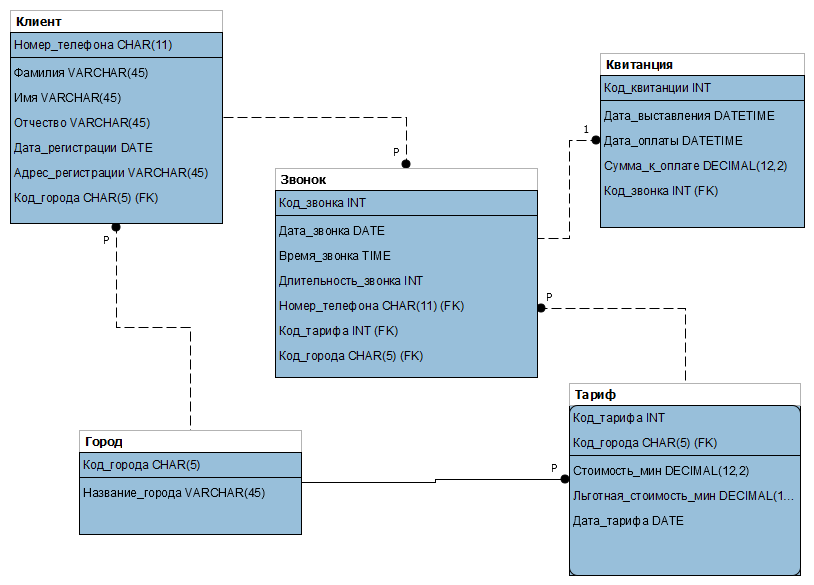 Клиент
Номер_телефона CHAR(11)
Фамилия VARCHAR(45)
Имя VARCHAR(45)
Отчество VARCHAR(45)
Дата_регистрации DATE
Адрес_регистрации VARCHAR(45)
Код_города CHAR(5) (FK)
P
P
Звонок
Код_звонка INT
Дата_звонка DATE
Время_звонка TIME
Длительность_звонка INT
Номер_телефона CHAR(11) (FK)
Код_тарифа INT (FK)
Код_города CHAR(5) (FK)
1
Квитанция
Код_квитанции INT
Дата_выставления DATETIME
Дата_оплаты DATETIME
Сумма_к_оплате DECIMAL(12,2)
Код_звонка INT (FK)
P
Город
Код_города CHAR(5)
Название_города VARCHAR(45)
P
Тариф
Код_тарифа INT
Код_города CHAR(5) (FK)
Стоимость_мин DECIMAL(12,2)
Льготная_стоимость_мин DECIMAL(1...
Дата_тарифа DATE